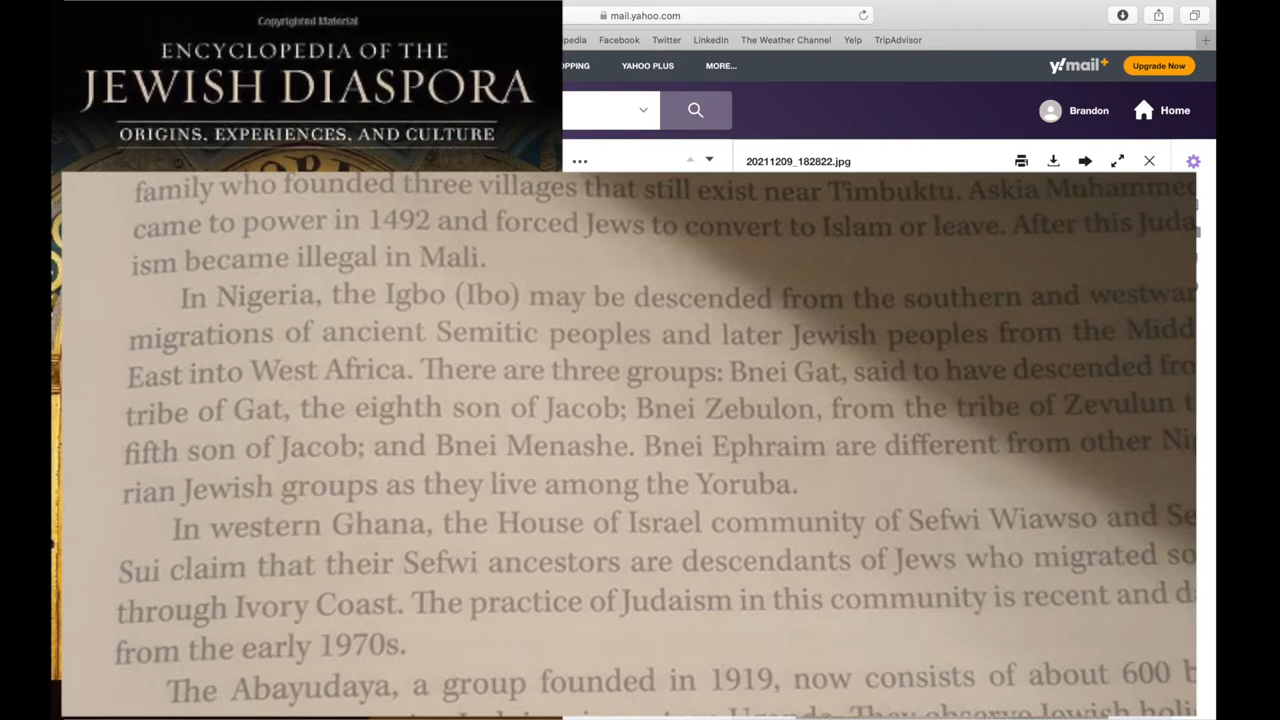 Copyrighted Material
ENCYCLOPEDIA OF THE
JEWISH DIASPORA
ORIGINS, EXPERIENCES, AND CULTURE
mail.yahoo.com
Facebook Twitter LinkedIn The Weather Channel Yelp TripAdvisor
YAHOO PLUS MORE... y!mail+ Upgrade Now
Brandon Home
20211209_182822.jpg
family who founded three villages that still exist near Timbuktu. Askia Muhammed
came to power in 1492 and forced Jews to convert to Islam or leave. After this Juda
ism became illegal in Mali.
In Nigeria, the Igbo (Ibo) may be descended from the southern and westwar
migrations of ancient Semitic peoples and later Jewish peoples from the Midd
East into West Africa. There are three groups: Bnei Gat, said to have descended fro
tribe of Gat, the eighth son of Jacob; Bnei Zebulon, from the tribe of Zevulun t
fifth son of Jacob; and Bnei Menashe. Bnei Ephraim are different from other Ni
rian Jewish groups as they live among the Yoruba.
In western Ghana, the House of Israel community of Sefwi Wiawso and Se
Sui claim that their Sefwi ancestors are descendants of Jews who migrated so
through Ivory Coast. The practice of Judaism in this community is recent and d
from the early 1970s.
The Abayudaya, a group founded in 1919, now consists of about 600
They observe Jewish